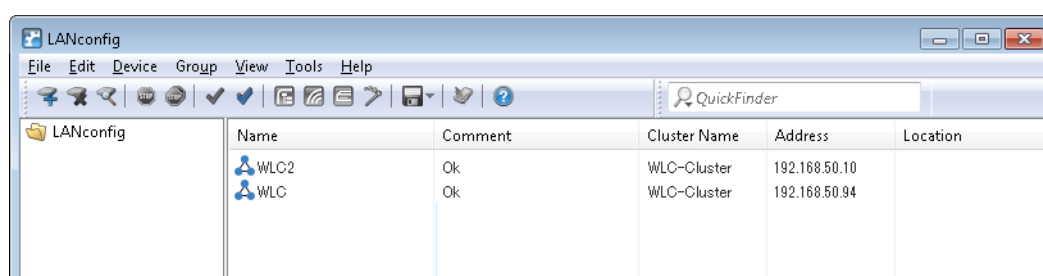 LANconfig
File Edit Device Group View Tools Help
QuickFinder
LANconfig
Name Comment Cluster Name Address Location
WLC2 Ok WLC-Cluster 192.168.50.10
WLC Ok WLC-Cluster 192.168.50.94